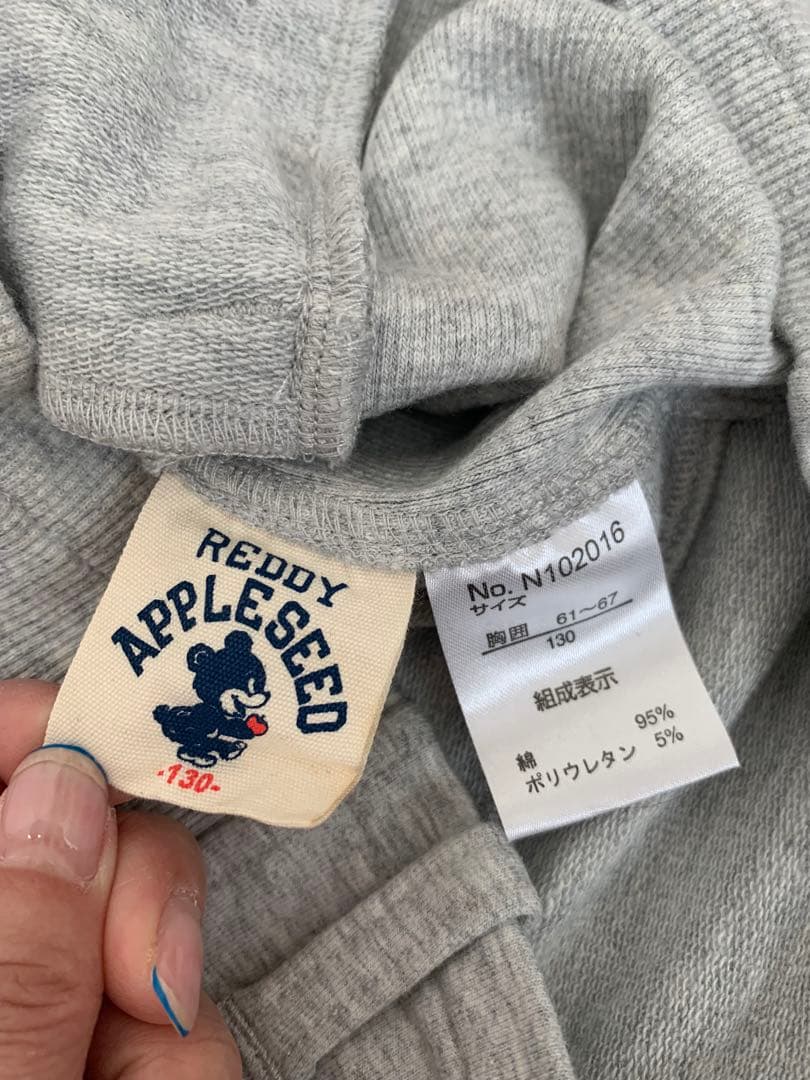 REDDY
APPLESEED
-130-
No. N102016
サイズ
胸囲 61〜67
130
組成表示
綿 95%
ポリウレタン 5%